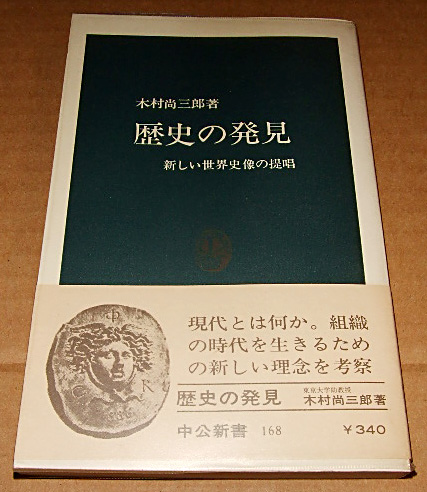 木村尚三郎著
歴史の発見
新しい世界史像の提唱
現代とは何か。組織
の時代を生きるため
の新しい理念を考察
歴史の発見
東京大学助教授
木村尚三郎著
中公新書 168
￥340